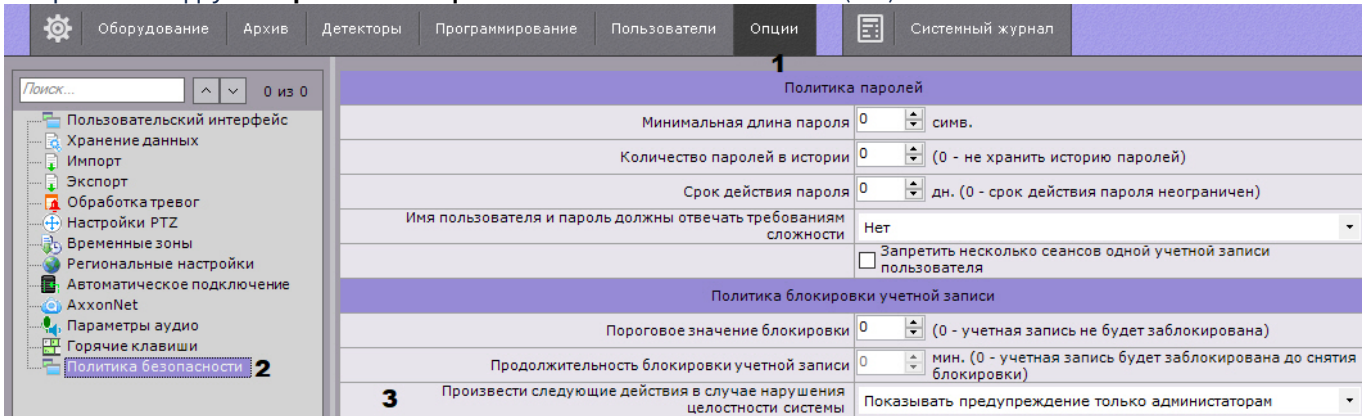 Оборудование Архив Детекторы Программирование Пользователи Опции Системный журнал
1
Поиск... 0 из 0
Пользовательский интерфейс
Хранение данных
Импорт
Экспорт
Обработка тревог
Настройки PTZ
Временные зоны
Региональные настройки
Автоматическое подключение
AxxonNet
Параметры аудио
Горячие клавиши
Политика безопасности 2
Политика паролей
Минимальная длина пароля 0 симв.
Количество паролей в истории 0 (0 - не хранить историю паролей)
Срок действия пароля 0 дн. (0 - срок действия пароля неограничен)
Имя пользователя и пароль должны отвечать требованиям
сложности
Нет
Запретить несколько сеансов одной учетной записи
пользователя
Политика блокировки учетной записи
Пороговое значение блокировки 0 (0 - учетная запись не будет заблокирована)
Продолжительность блокировки учетной записи 0 мин. (0 - учетная запись будет заблокирована до снятия
блокировки)
3 Произвести следующие действия в случае нарушения
целостности системы
Показывать предупреждение только администаторам